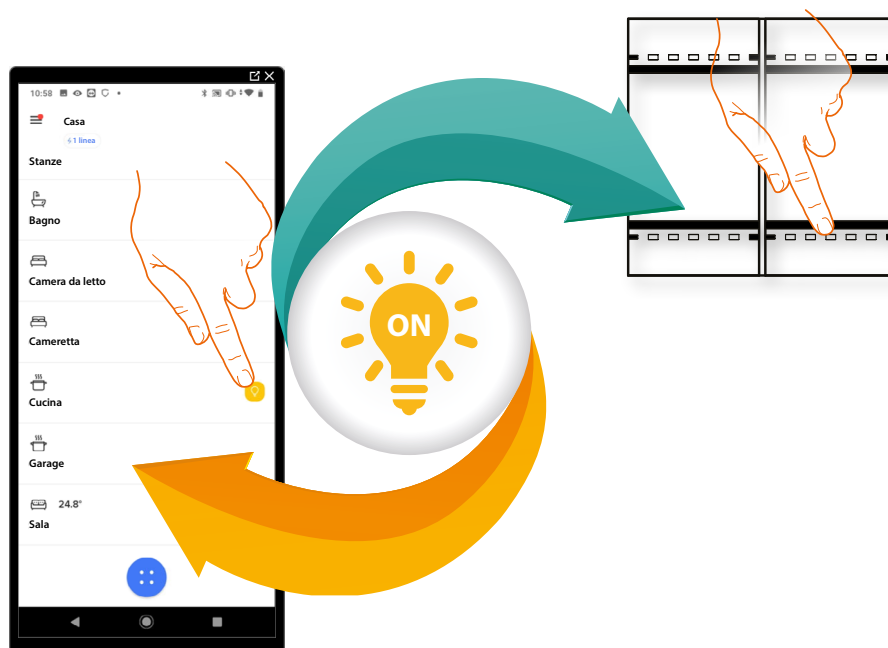 10:58
Casa
1 linea
Stanze
Bagno
Camera da letto
Cameretta
Cucina
Garage
24.8°
Sala
ON